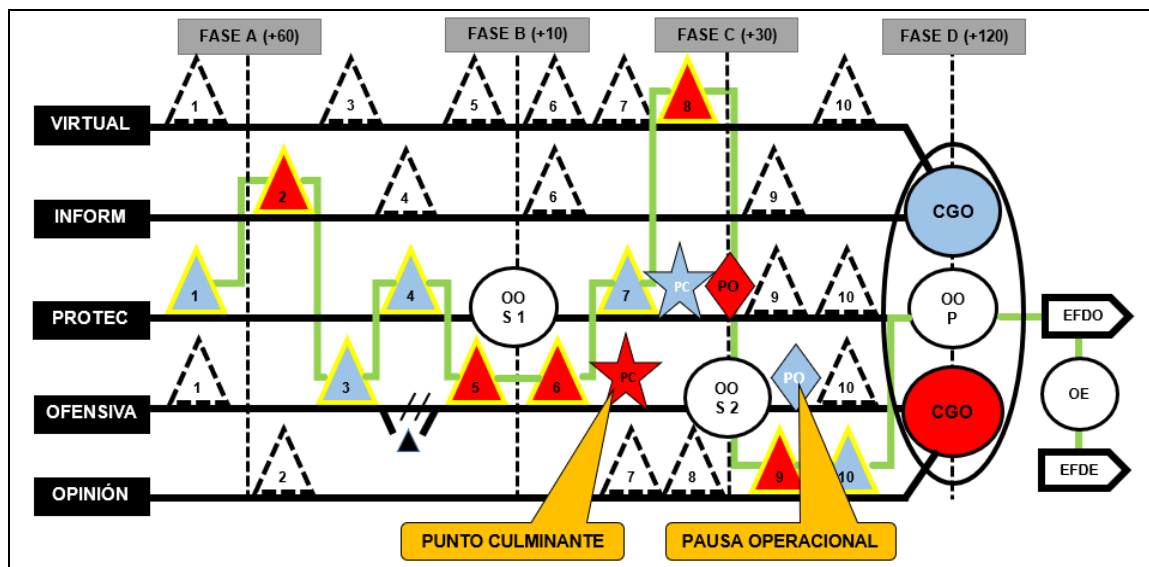 FASE A (+60)
FASE B (+10)
FASE C (+30)
FASE D (+120)
1
3
5
6
7
8
10
VIRTUAL
2
4
6
9
INFORM
CGO
1
4
OO
S 1
7
PC
PO
9
10
OO
P
PROTEC
EFDO
1
3
5
6
PC
OO
S 2
PO
10
OE
OFENSIVA
CGO
2
7
8
9
10
EFDE
OPINIÓN
PUNTO CULMINANTE
PAUSA OPERACIONAL